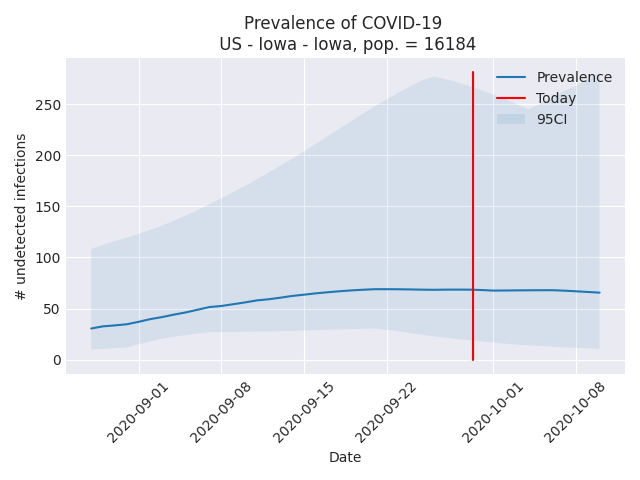 Prevalence of COVID-19
US - Iowa - Iowa, pop. = 16184
Prevalence
Today
95CI
250
200
150
100
50
0
# undetected infections
2020-09-01
2020-09-08
2020-09-15
2020-09-22
2020-10-01
2020-10-08
Date